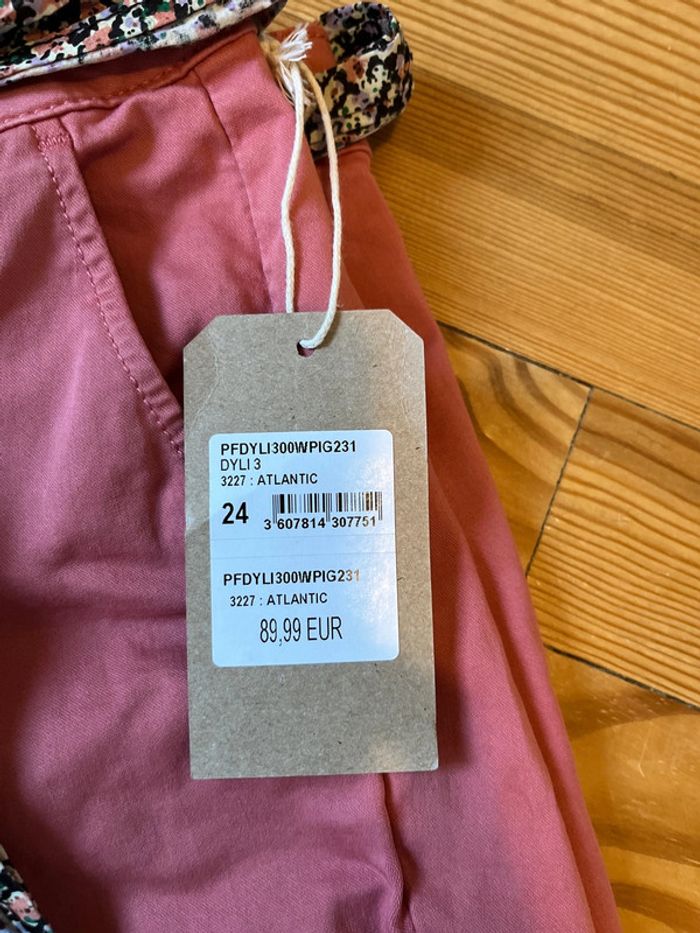 PFDYLI300WPIG231
DYLI 3
3227 : ATLANTIC
24
3 607814 307751
PFDYLI300WPIG231
3227 : ATLANTIC
89,99 EUR